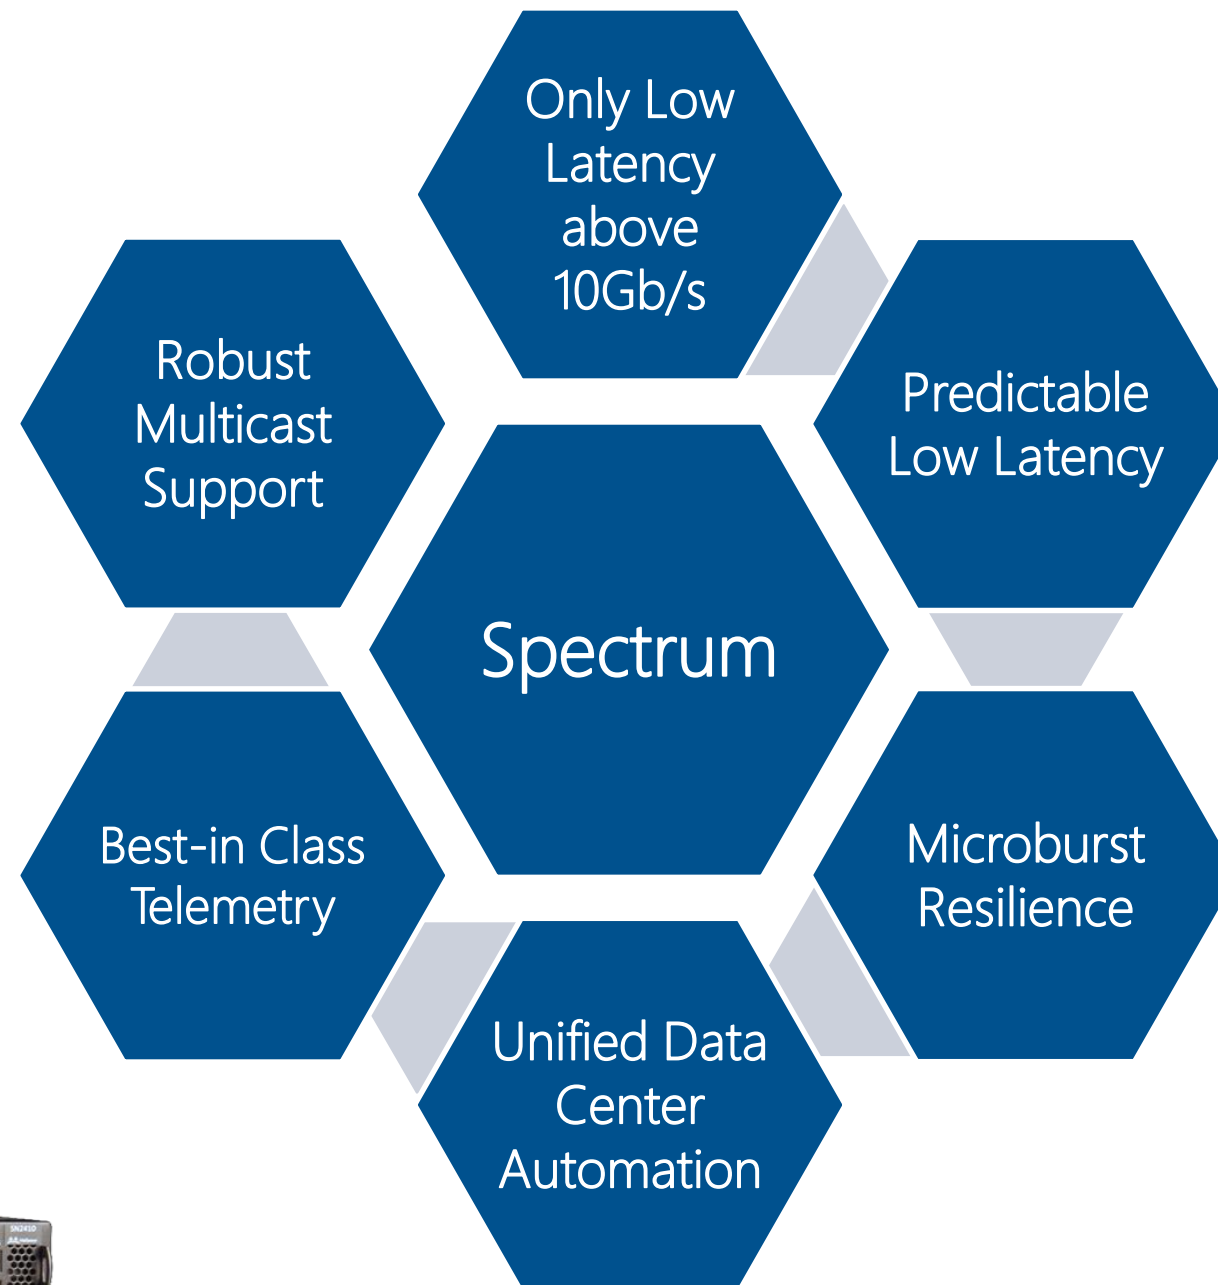 Only Low
Latency
above
10Gb/s
Predictable
Low Latency
Robust
Multicast
Support
Spectrum
Microburst
Resilience
Best-in Class
Telemetry
Unified Data
Center
Automation
SN2410